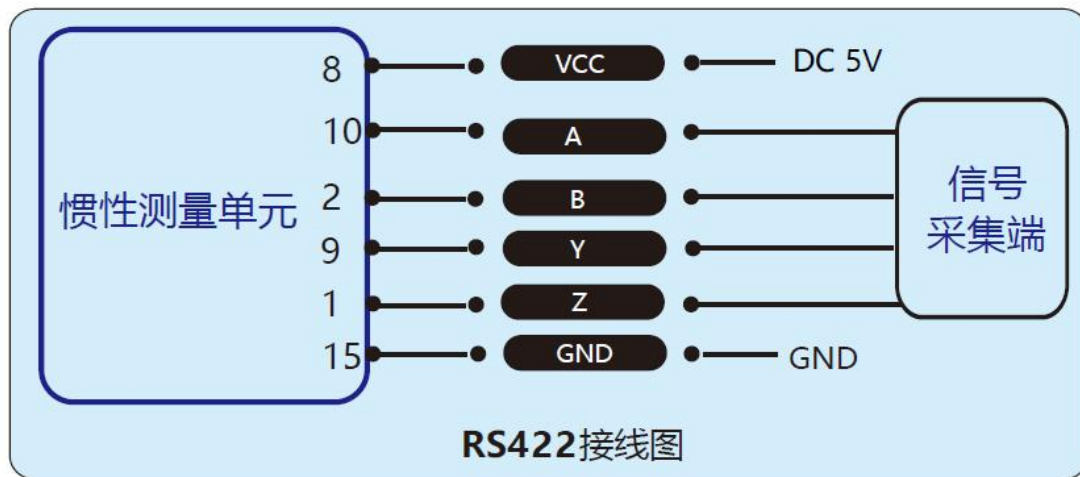 8 VCC DC 5V
10 A
2 B
惯性测量单元
9 Y
1 Z
15 GND GND
信号
采集端
RS422接线图